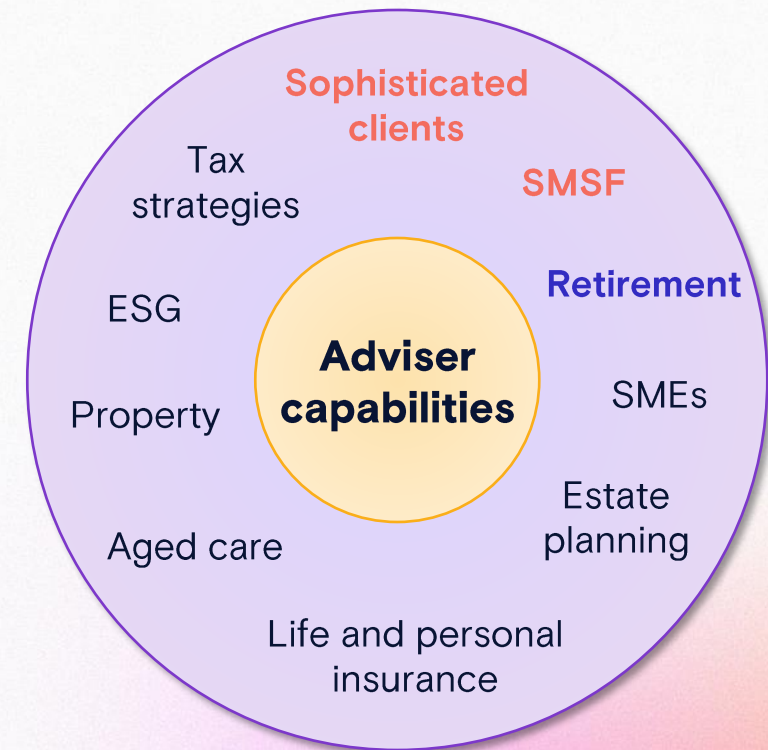 Sophisticated
clients
SMSF
Retirement
SMEs
Estate
planning
Life and personal
insurance
Aged care
Property
ESG
Tax
strategies
Adviser
capabilities